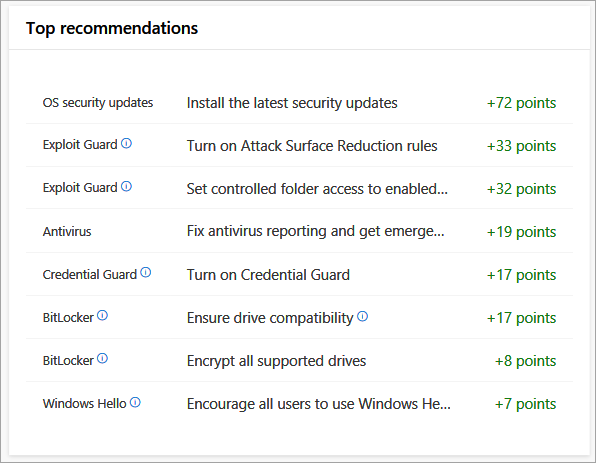 Top recommendations
OS security updates Install the latest security updates +72 points
Exploit Guard Turn on Attack Surface Reduction rules +33 points
Exploit Guard Set controlled folder access to enabled... +32 points
Antivirus Fix antivirus reporting and get emerge... +19 points
Credential Guard Turn on Credential Guard +17 points
BitLocker Ensure drive compatibility +17 points
BitLocker Encrypt all supported drives +8 points
Windows Hello Encourage all users to use Windows He... +7 points